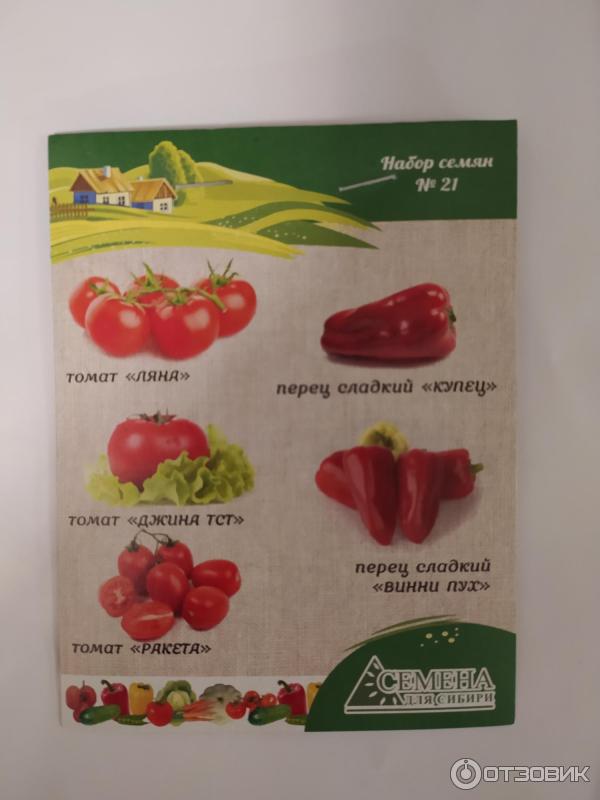 Набор семян
№ 21
томат «ЛЯНА»
перец сладкий «КУПЕЦ»
томат «ДЖИНА ТСТ»
перец сладкий
«ВИННИ ПУХ»
томат «РАКЕТА»
СЕМЕНА
ДЛЯ СИБИРИ
ОТЗОВИК